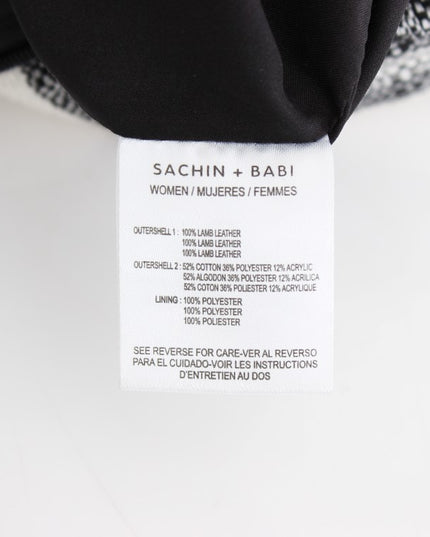 SACHIN + BABI
WOMEN / MUJERES / FEMMES
OUTERSHELL 1 : 100% LAMB LEATHER
100% LAMB LEATHER
100% LAMB LEATHER
OUTERSHELL 2 : 52% COTTON 36% POLYESTER 12% ACRYLIC
52% ALGODON 36% POLYESTER 12% ACRILICA
52% COTON 36% POLIESTER 12% ACRYLIQUE
LINING : 100% POLYESTER
100% POLYESTER
100% POLIESTER
SEE REVERSE FOR CARE-VER AL REVERSO
PARA EL CUIDADO-VOIR LES INSTRUCTIONS
D'ENTRETIEN AU DOS